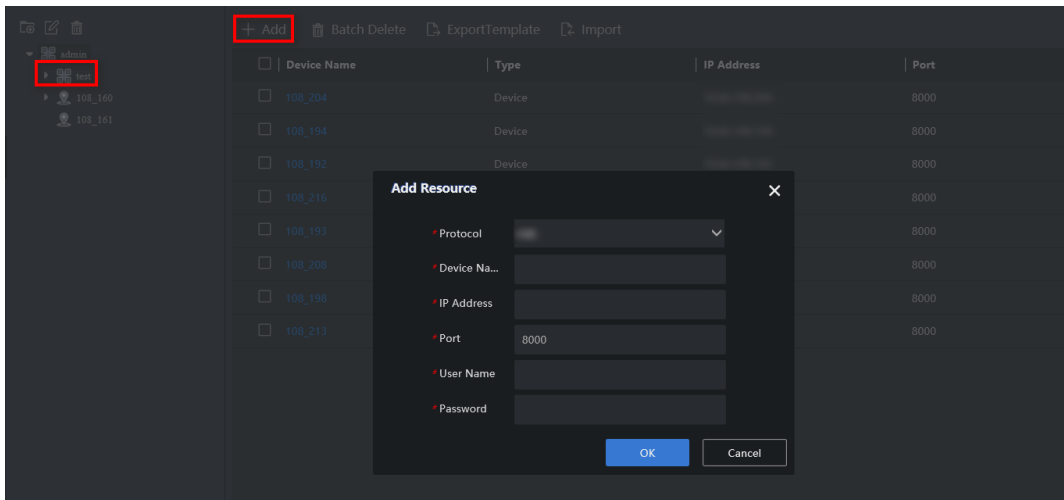 + Add Batch Delete ExportTemplate Import
admin
test
108_160
108_161
Device Name Type IP Address Port
108_204 Device 8000
108_194 Device 8000
108_192 Device 8000
108_216 8000
108_193 8000
108_208 8000
108_198 8000
108_213 8000
Add Resource
* Protocol
* Device Na...
* IP Address
* Port 8000
* User Name
* Password
OK Cancel